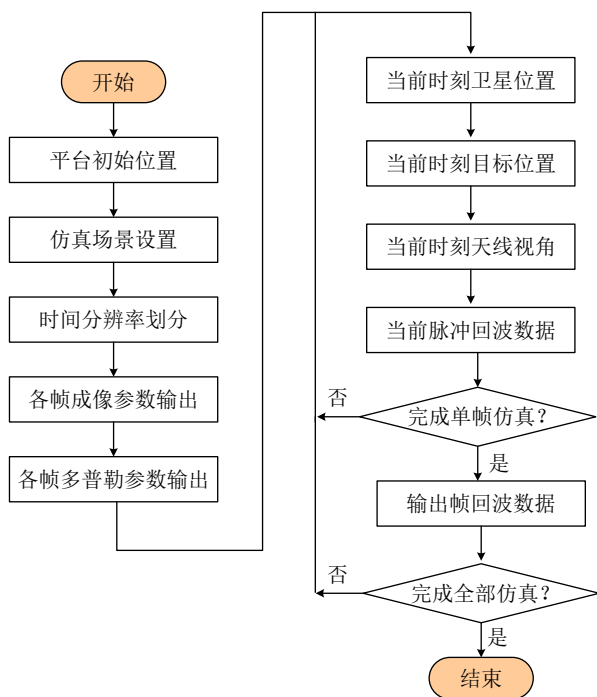 开始
平台初始位置
仿真场景设置
时间分辨率划分
各帧成像参数输出
各帧多普勒参数输出
当前时刻卫星位置
当前时刻目标位置
当前时刻天线视角
当前脉冲回波数据
完成单帧仿真?
否
是
输出帧回波数据
完成全部仿真?
否
是
结束